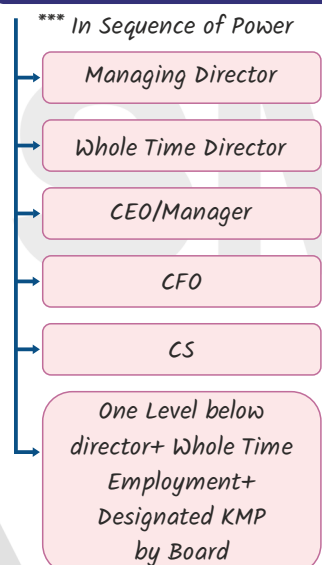 *** In Sequence of Power
Managing Director
Whole Time Director
CEO/Manager
CFO
CS
One Level below
director+ Whole Time
Employment+
Designated KMP
by Board